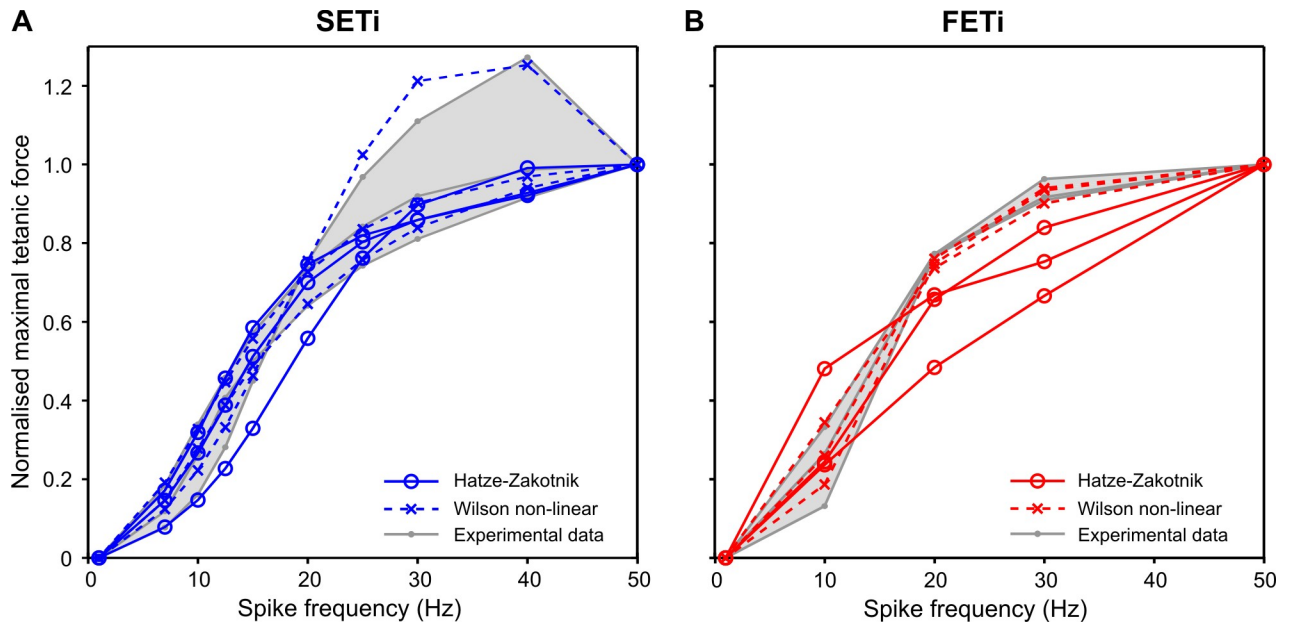 A
SETi
Normalised maximal tetanic force
1.2
1.0
0.8
0.6
0.4
0.2
0
0 10 20 30 40 50
Spike frequency (Hz)
Hatze-Zakotnik
Wilson non-linear
Experimental data
B
FETi
0 10 20 30 40 50
Spike frequency (Hz)
Hatze-Zakotnik
Wilson non-linear
Experimental data